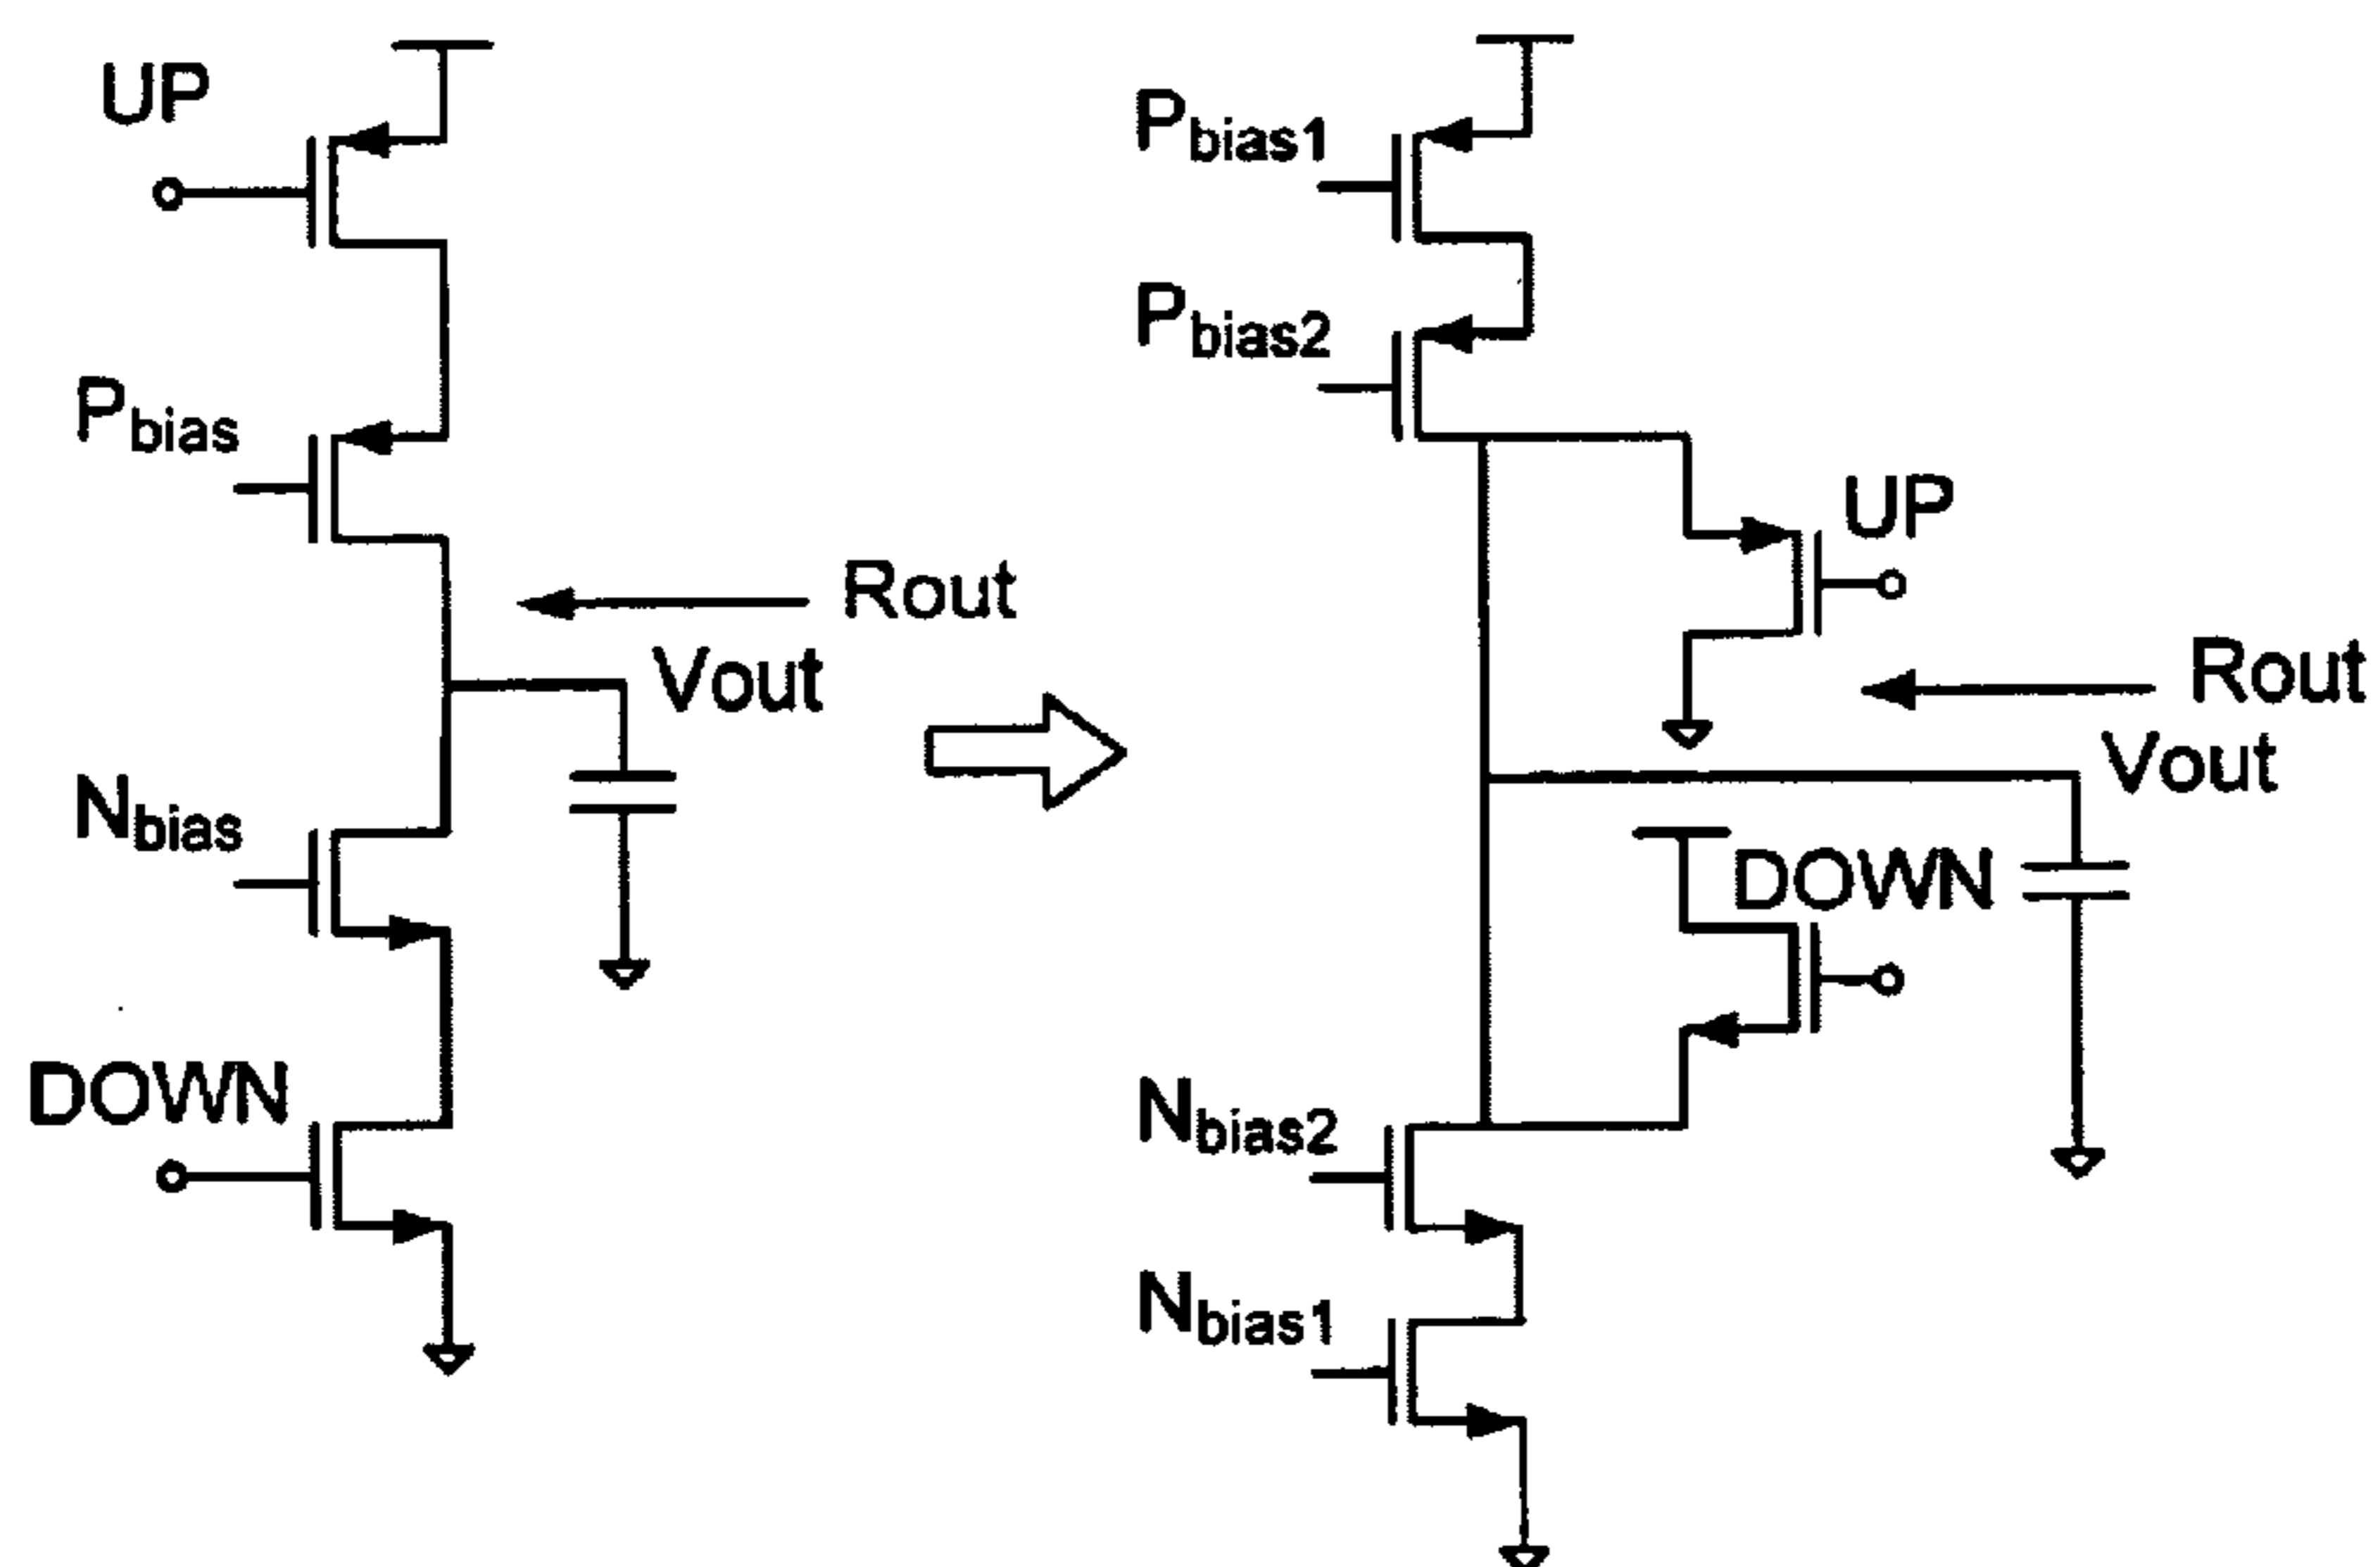 UP
Pbias
Rout
Vout
Nbias
DOWN
Pbias1
Pbias2
UP
Rout
Vout
DOWN
Nbias2
Nbias1